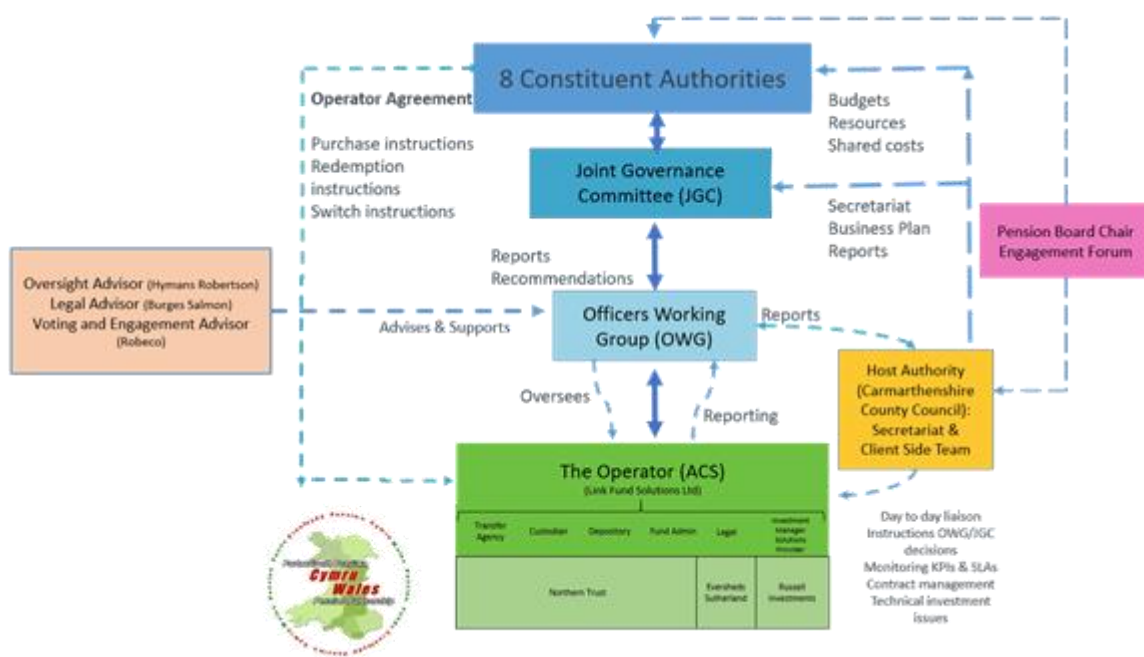 8 Constituent Authorities
Operator Agreement
Purchase instructions
Redemption
instructions
Switch instructions
Budgets
Resources
Shared costs
Joint Governance
Committee (JGC)
Secretariat
Business Plan
Reports
Pension Board Chair
Engagement Forum
Reports
Recommendations
Oversight Advisor (Hymans Robertson)
Legal Advisor (Burges Salmon)
Voting and Engagement Advisor
(Robeco)
Advises & Supports
Officers Working
Group (OWG)
Reports
Host Authority
(Carmarthenshire
County Council):
Secretariat &
Client Side Team
Oversees
Reporting
The Operator (ACS)
(Link Fund Solutions Ltd)
Transfer
Agency
Custodian
Depository
Fund Admin
Legal
Investment
Manager
Solutions
Provider
Northern Trust
Eversheds
Sutherland
Russell
Investments
Day to day liaison
Instructions OWG/JGC
decisions
Monitoring KPIs & SLAs
Contract management
Technical investment
issues
Cymru
Wales